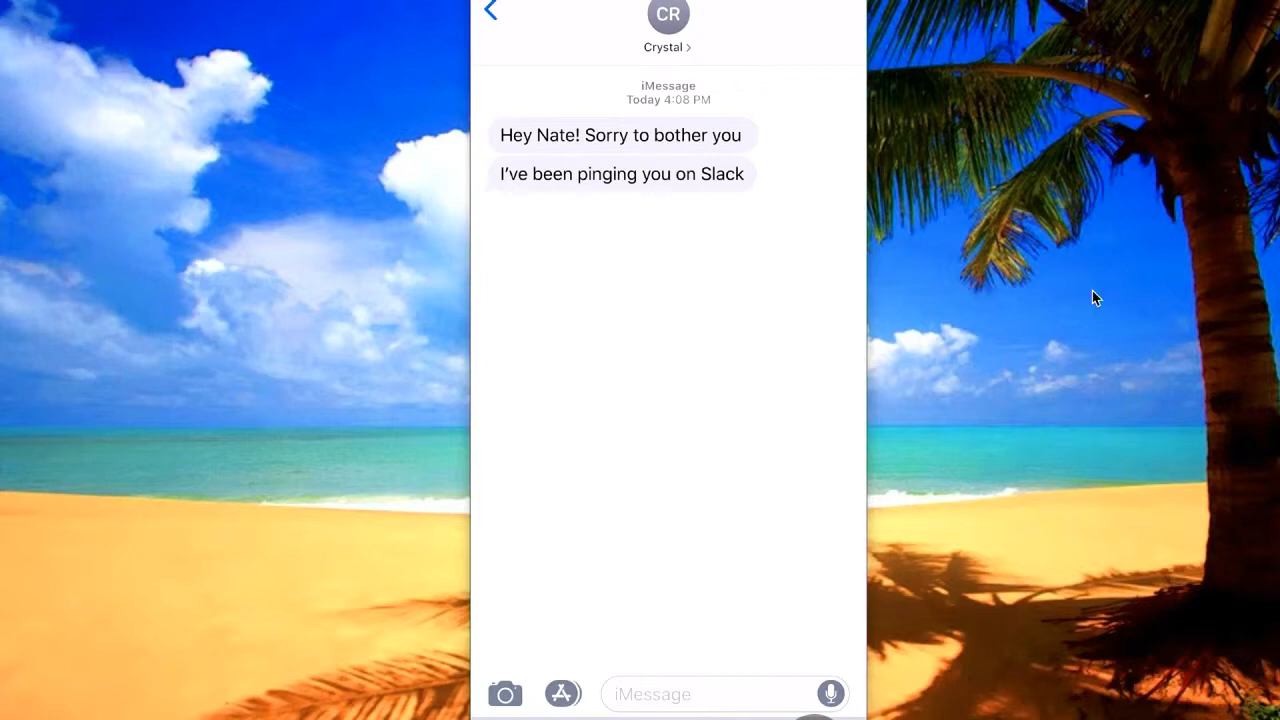 CR
Crystal
iMessage
Today 4:08 PM
Hey Nate! Sorry to bother you
I've been pinging you on Slack
iMessage